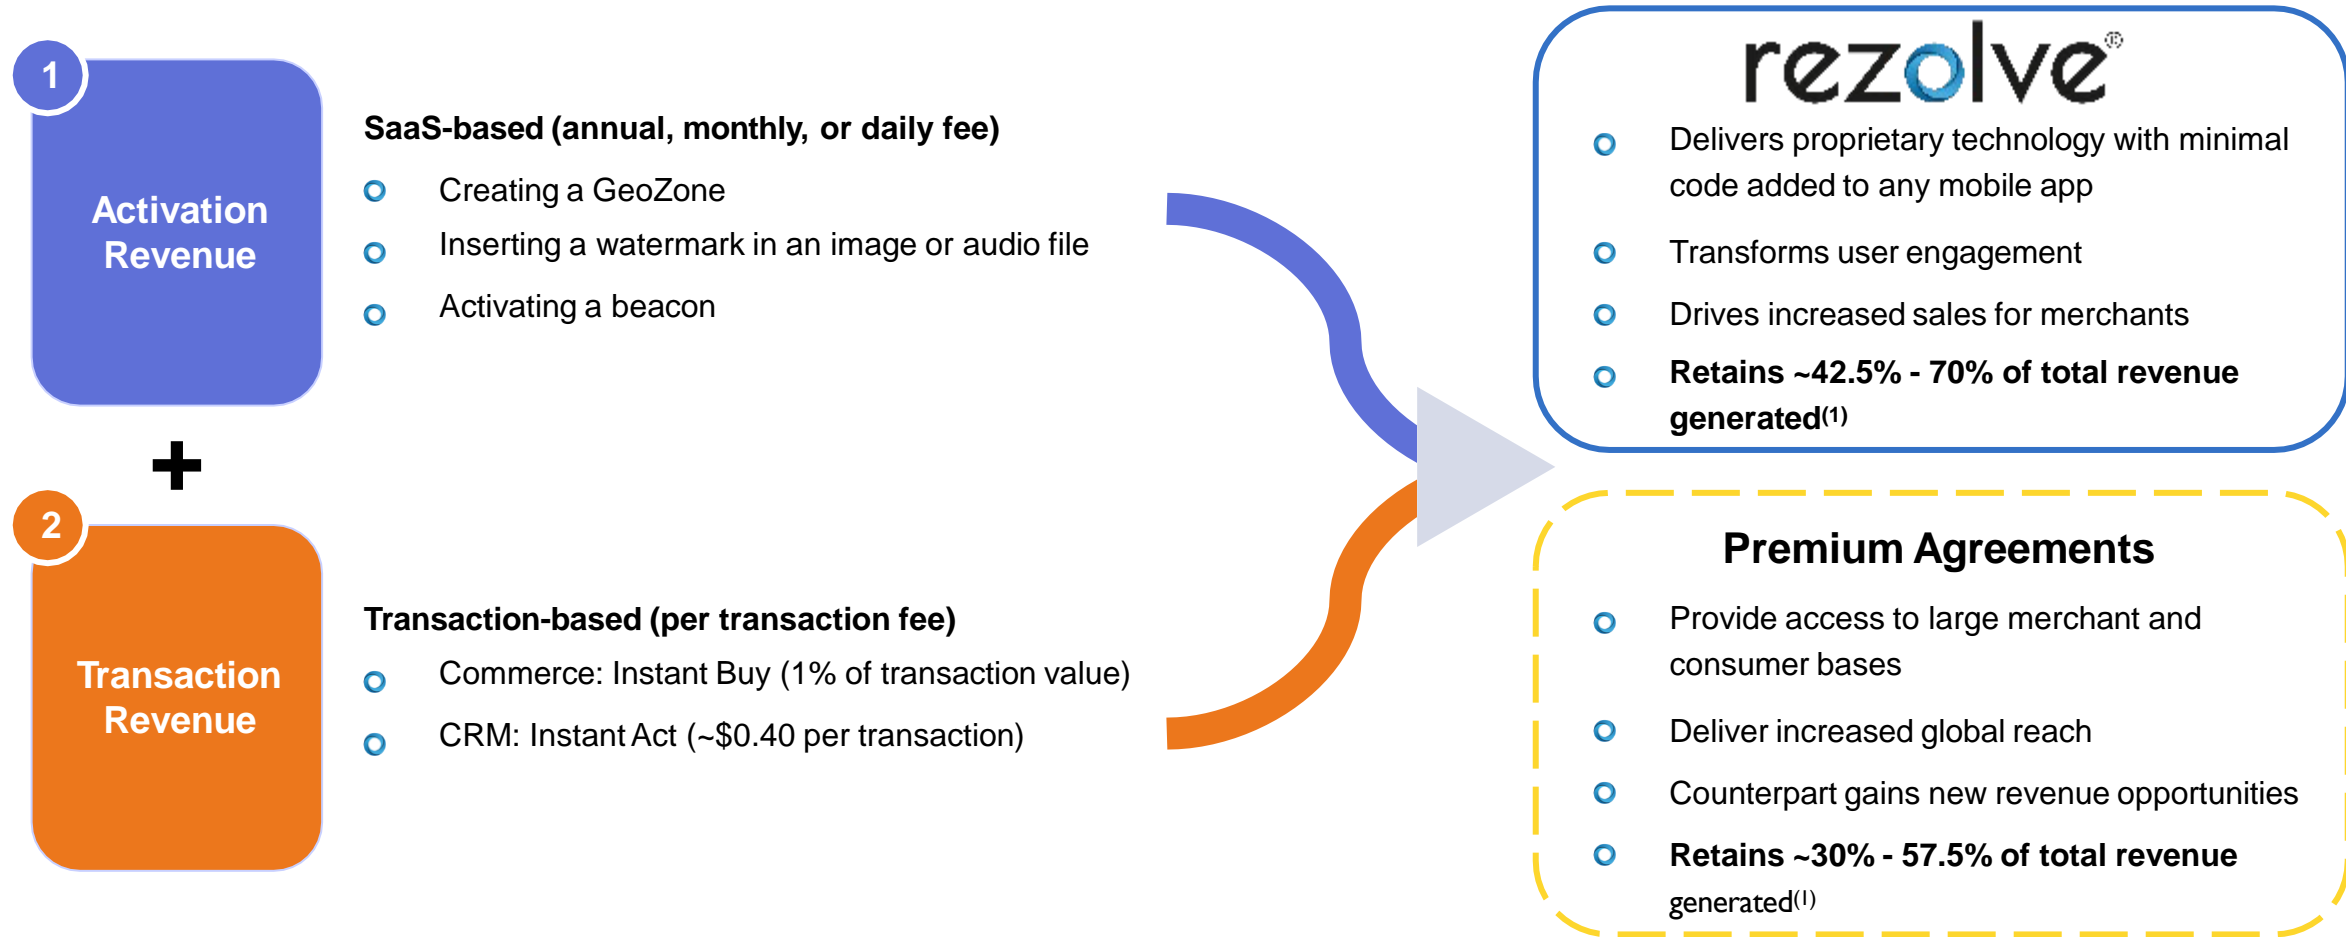 1
Activation
Revenue
SaaS-based (annual, monthly, or daily fee)
Creating a GeoZone
Inserting a watermark in an image or audio file
Activating a beacon
+
2
Transaction
Revenue
Transaction-based (per transaction fee)
Commerce: Instant Buy (1% of transaction value)
CRM: Instant Act (~$0.40 per transaction)
rezolve®
Delivers proprietary technology with minimal
code added to any mobile app
Transforms user engagement
Drives increased sales for merchants
Retains ~42.5% - 70% of total revenue
generated(1)
Premium Agreements
Provide access to large merchant and
consumer bases
Deliver increased global reach
Counterpart gains new revenue opportunities
Retains ~30% - 57.5% of total revenue
generated(1)